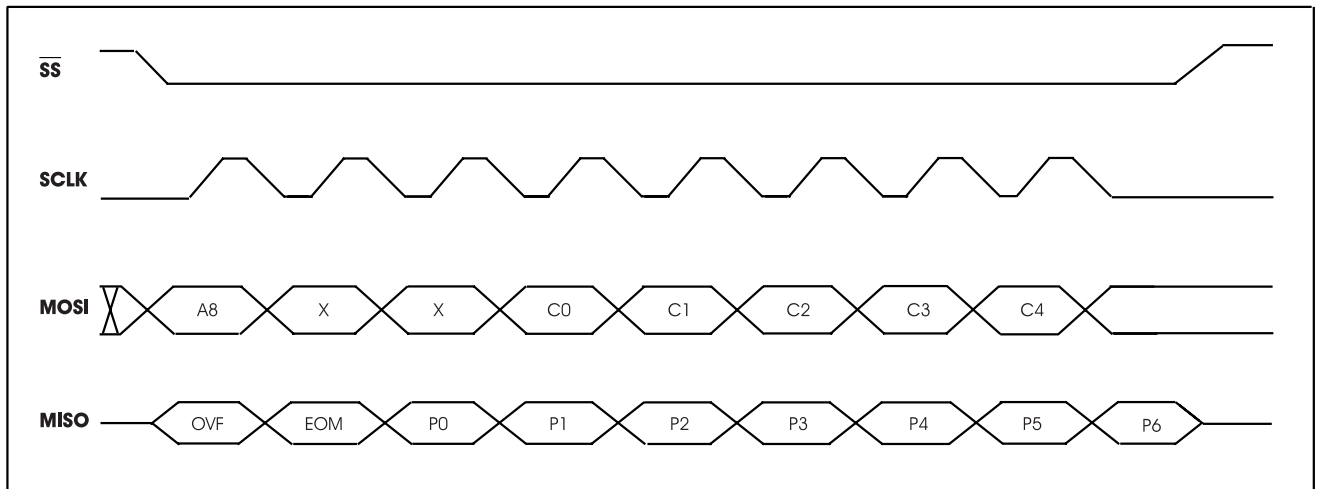 SS
SCLK
MOSI A8 X X C0 C1 C2 C3 C4
MISO OVF EOM P0 P1 P2 P3 P4 P5 P6